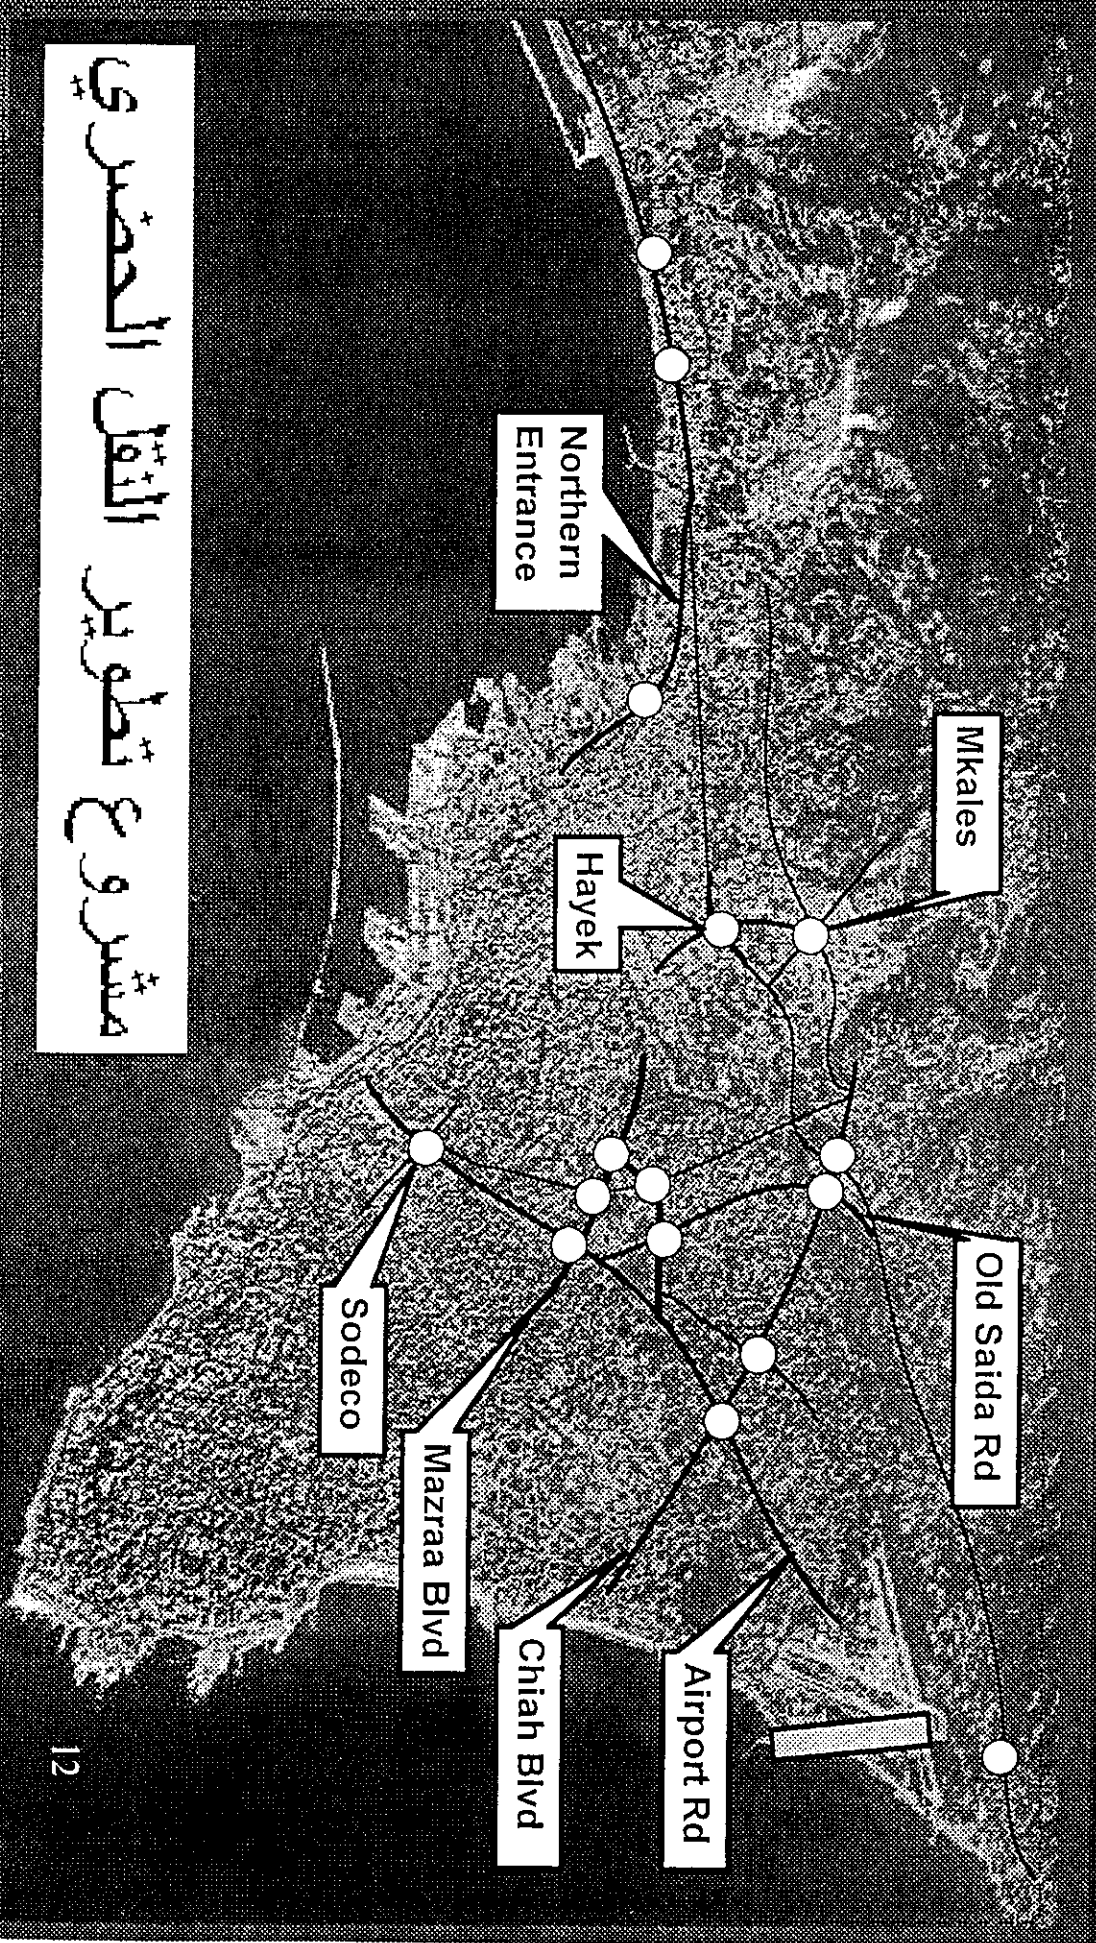 مشروع تطوير النقل الحضري
Northern
Entrance
Mkales
Hayek
Old Saida Rd
Sodeco
Mazraa Blvd
Chiah Blvd
Airport Rd
12